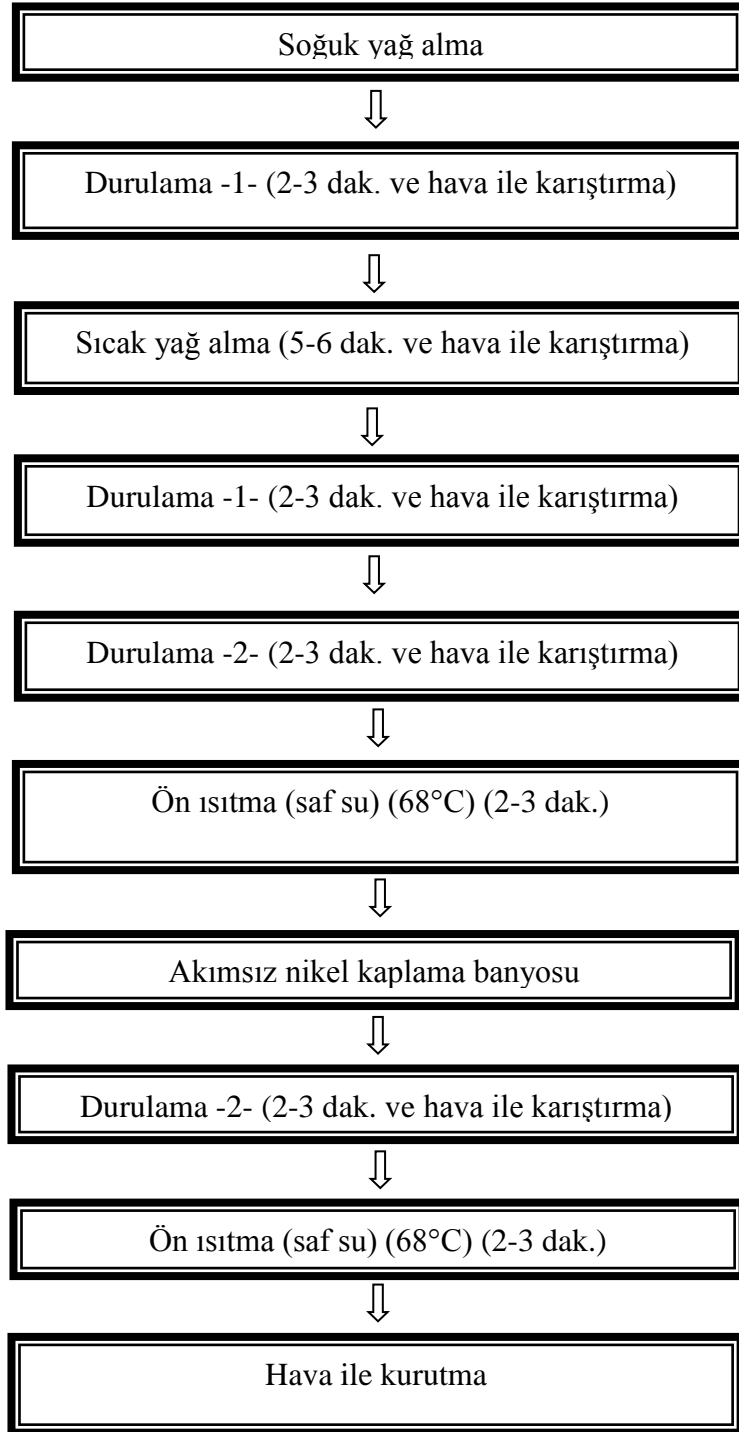 Soğuk yağ alma
Durulama -1- (2-3 dak. ve hava ile karıştırma)
Sıcak yağ alma (5-6 dak. ve hava ile karıştırma)
Durulama -1- (2-3 dak. ve hava ile karıştırma)
Durulama -2- (2-3 dak. ve hava ile karıştırma)
Ön ısıtma (saf su) (68°C) (2-3 dak.)
Akımsız nikel kaplama banyosu
Durulama -2- (2-3 dak. ve hava ile karıştırma)
Ön ısıtma (saf su) (68°C) (2-3 dak.)
Hava ile kurutma